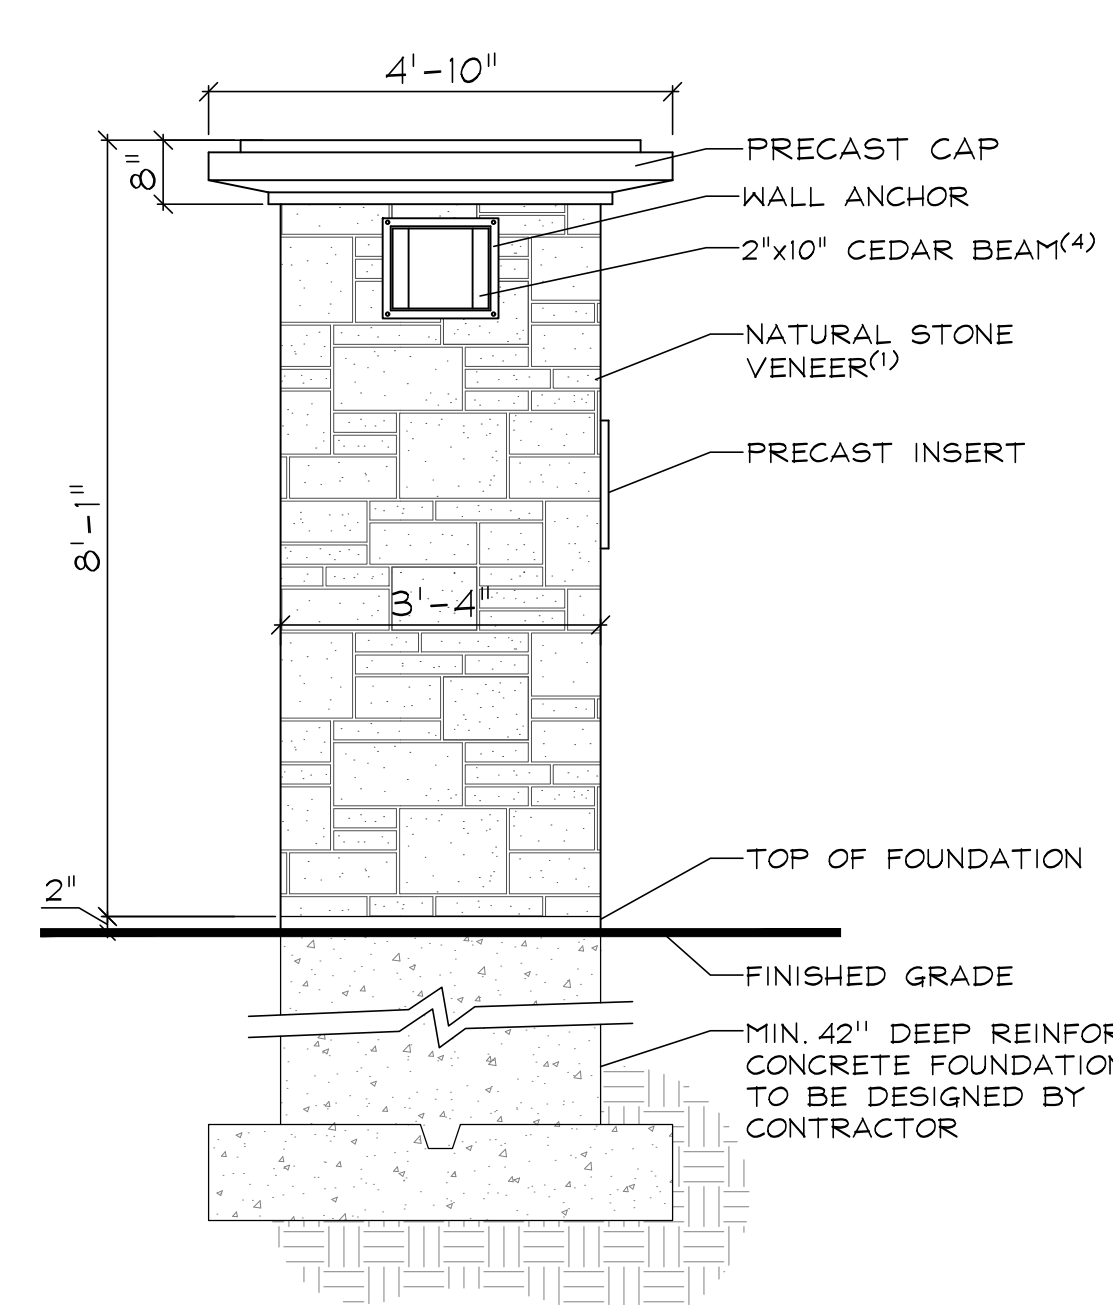 4'-10"
8"
PRECAST CAP
WALL ANCHOR
2"x10" CEDAR BEAM(4)
NATURAL STONE
VENEER(1)
PRECAST INSERT
8'-1"
3'-4"
TOP OF FOUNDATION
2"
FINISHED GRADE
MIN. 42" DEEP REINFOR
CONCRETE FOUNDATION
TO BE DESIGNED BY
CONTRACTOR